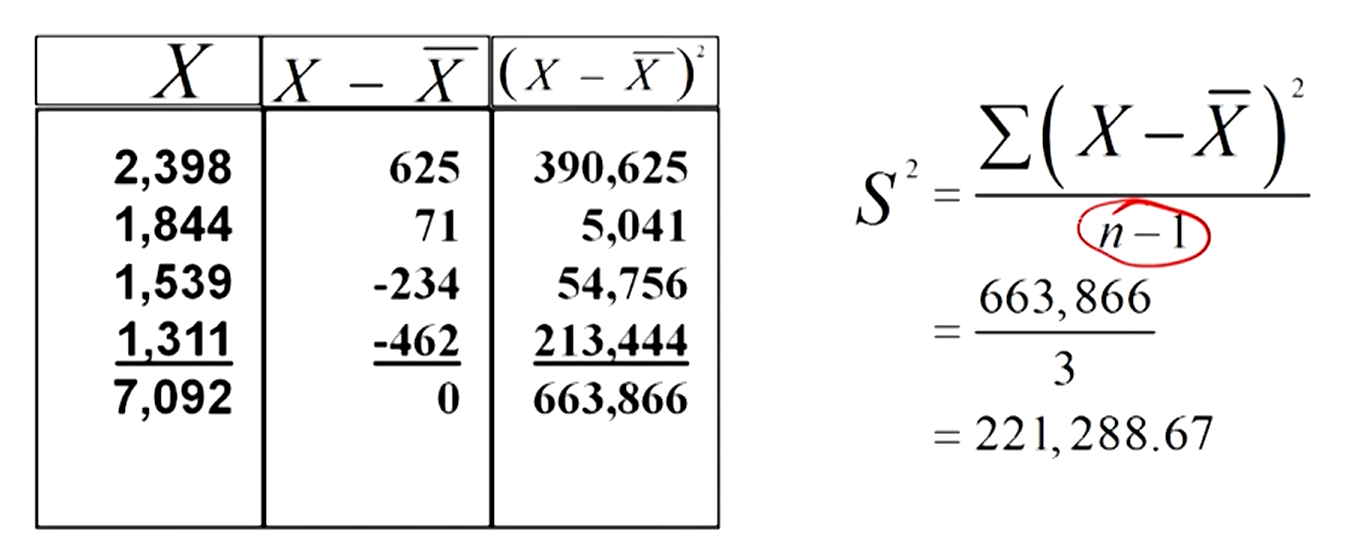 X X − X̅ (X − X̅)²
2,398 625 390,625
1,844 71 5,041
1,539 -234 54,756
1,311 -462 213,444
7,092 0 663,866
S² = ∑(X − X̅)² / n − 1
= 663,866 / 3
= 221,288.67